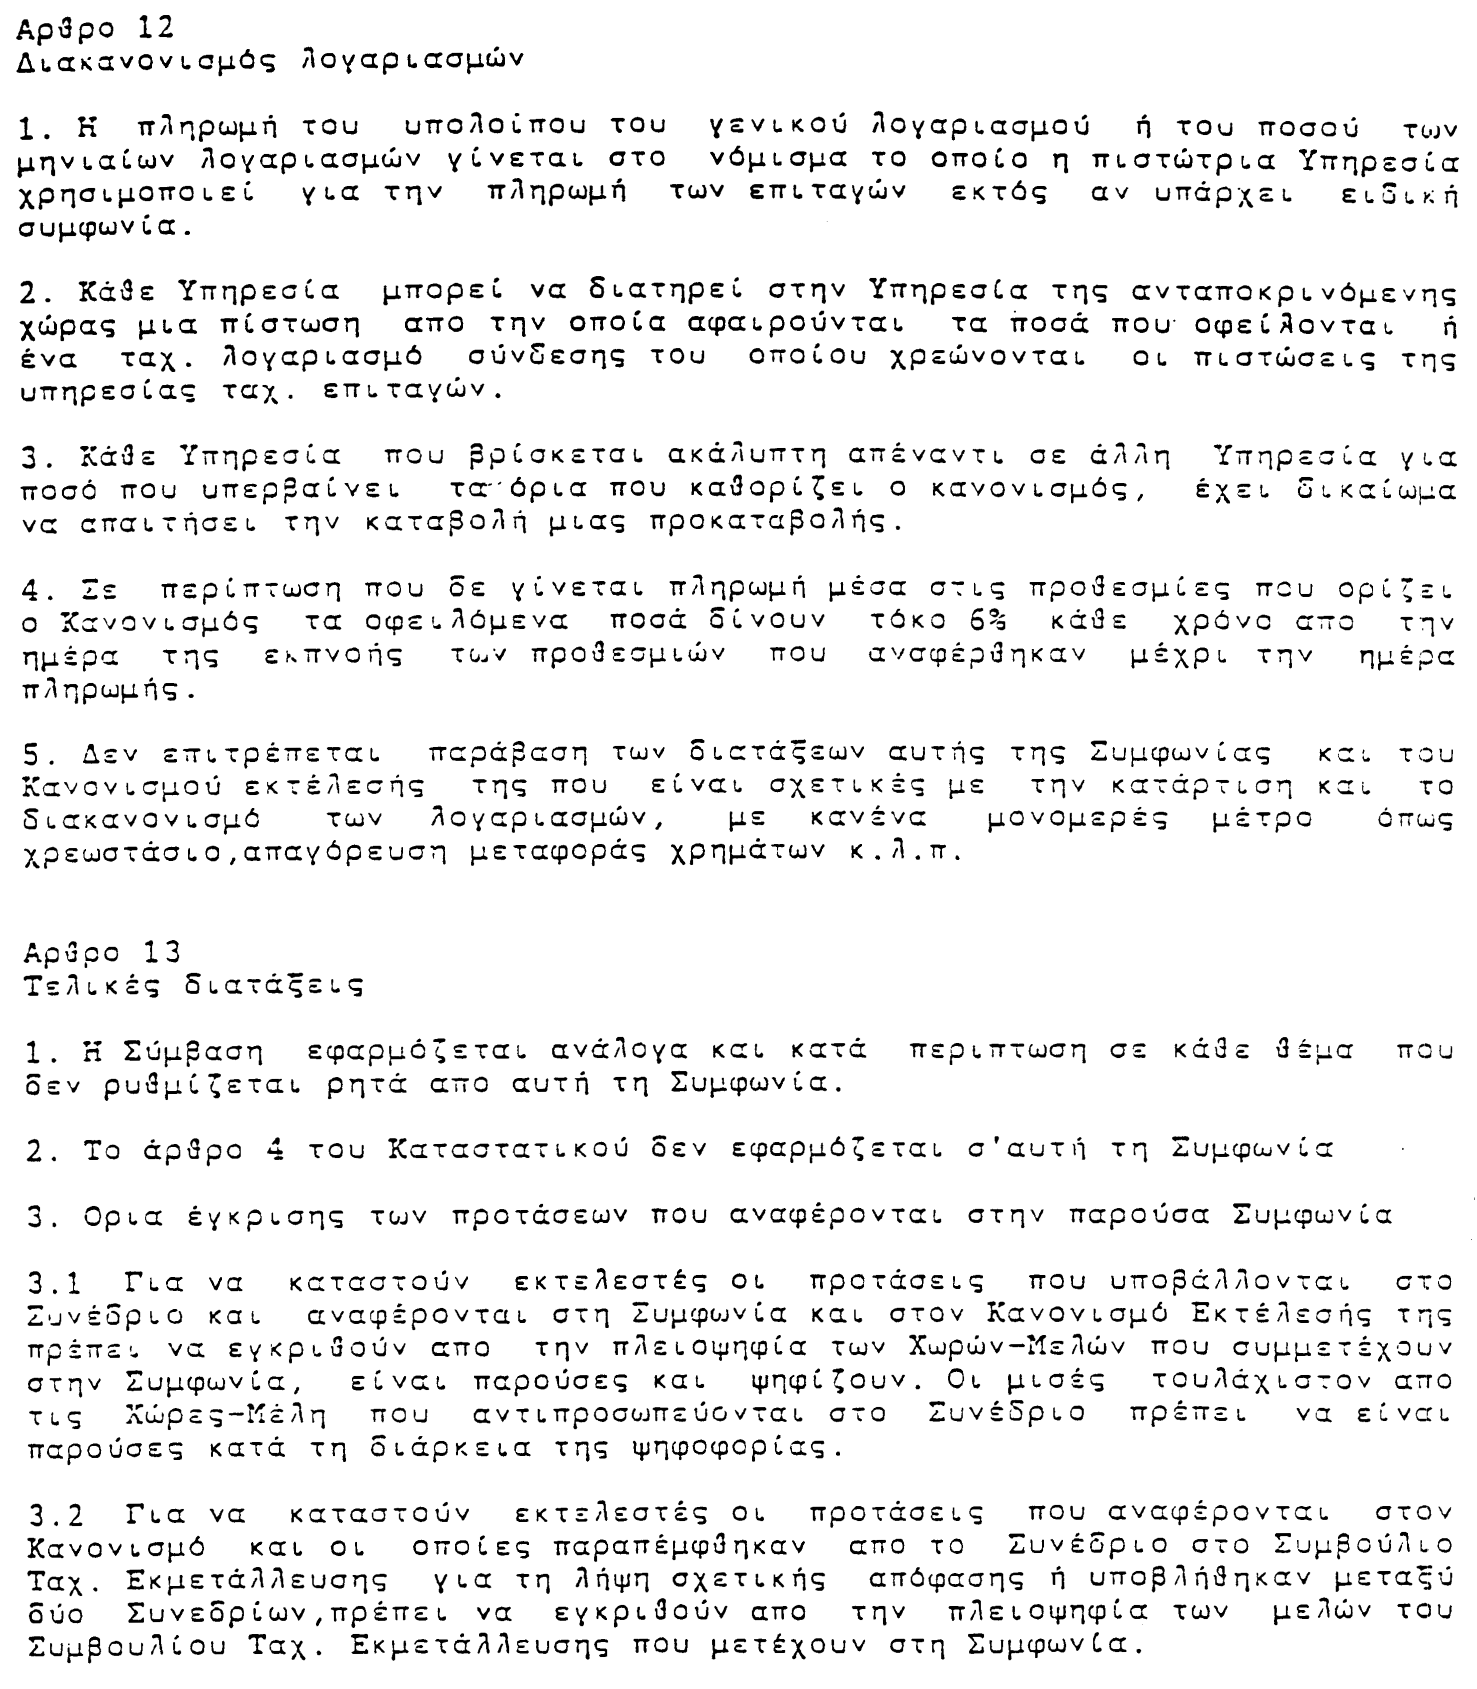 Αρθρο 12
Διακανονισμός λογαριασμών
1. Η πληρωμή του υπολοίπου του γενικού λογαριασμού ή του ποσού των
μηνιαίων λογαριασμών γίνεται στο νόμισμα το οποίο η πιστώτρια Υπηρεσία
χρησιμοποιεί για την πληρωμή των επιταγών εκτός αν υπάρχει ειδική
συμφωνία.
2. Κάθε Υπηρεσία μπορεί να διατηρεί στην Υπηρεσία της ανταποκρινόμενης
χώρας μια πίστωση απο την οποία αφαιρούνται τα ποσά που οφείλονται ή
ένα ταχ. λογαριασμό σύνδεσης του οποίου χρεώνονται οι πιστώσεις της
υπηρεσίας ταχ. επιταγών.
3. Κάθε Υπηρεσία που βρίσκεται ακάλυπτη απέναντι σε άλλη Υπηρεσία για
ποσό που υπερβαίνει τα όρια που καθορίζει ο κανονισμός, έχει δικαίωμα
να απαιτήσει την καταβολή μιας προκαταβολής.
4. Σε περίπτωση που δε γίνεται πληρωμή μέσα στις προθεσμίες που ορίζει
ο Κανονισμός τα οφειλόμενα ποσά δίνουν τόκο 6% κάθε χρόνο απο την
ημέρα της εκπνοής των προθεσμιών που αναφέρθηκαν μέχρι την ημέρα
πληρωμής.
5. Δεν επιτρέπεται παράβαση των διατάξεων αυτής της Συμφωνίας και του
Κανονισμού εκτέλεσής της που είναι σχετικές με την κατάρτιση και το
διακανονισμό των λογαριασμών, με κανένα μονομερές μέτρο όπως
χρεωστάσιο,απαγόρευση μεταφοράς χρημάτων κ.λ.π.
Αρθρο 13
Τελικές διατάξεις
1. Η Σύμβαση εφαρμόζεται ανάλογα και κατά περιπτωση σε κάθε θέμα που
δεν ρυθμίζεται ρητά απο αυτή τη Συμφωνία.
2. Το άρθρο 4 του Καταστατικού δεν εφαρμόζεται σ'αυτή τη Συμφωνία
3. Ορια έγκρισης των προτάσεων που αναφέρονται στην παρούσα Συμφωνία
3.1 Για να καταστούν εκτελεστές οι προτάσεις που υποβάλλονται στο
Συνέδριο και αναφέρονται στη Συμφωνία και στον Κανονισμό Εκτέλεσής της
πρέπει να εγκριθούν απο την πλειοψηφία των Χωρών-Μελών που συμμετέχουν
στην Συμφωνία, είναι παρούσες και ψηφίζουν. Οι μισές τουλάχιστον απο
τις Χώρες-Μέλη που αντιπροσωπεύονται στο Συνέδριο πρέπει να είναι
παρούσες κατά τη διάρκεια της ψηφοφορίας.
3.2 Για να καταστούν εκτελεστές οι προτάσεις που αναφέρονται στον
Κανονισμό και οι οποίες παραπέμφθηκαν απο το Συνέδριο στο Συμβούλιο
Ταχ. Εκμετάλλευσης για τη λήψη σχετικής απόφασης ή υποβλήθηκαν μεταξύ
δύο Συνεδρίων,πρέπει να εγκριθούν απο την πλειοψηφία των μελών του
Συμβουλίου Ταχ. Εκμετάλλευσης που μετέχουν στη Συμφωνία.